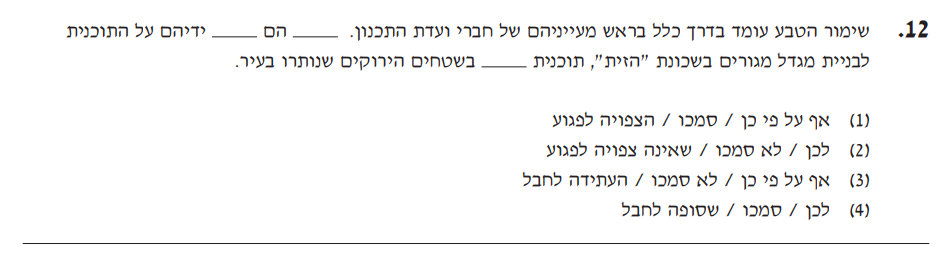 12. שימור הטבע עומד בדרך כלל בראש מעייניהם של חברי ועדת התכנון. _____ הם _____ ידיהם על התוכנית
לבניית מגדל מגורים בשכונת "הזית", תוכנית _____ בשטחים הירוקים שנותרו בעיר.
(1) אף על פי כן / סמכו / הצפויה לפגוע
(2) לכן / לא סמכו / שאינה צפויה לפגוע
(3) אף על פי כן / לא סמכו / העתידה לחבל
(4) לכן / סמכו / שסופה לחבל